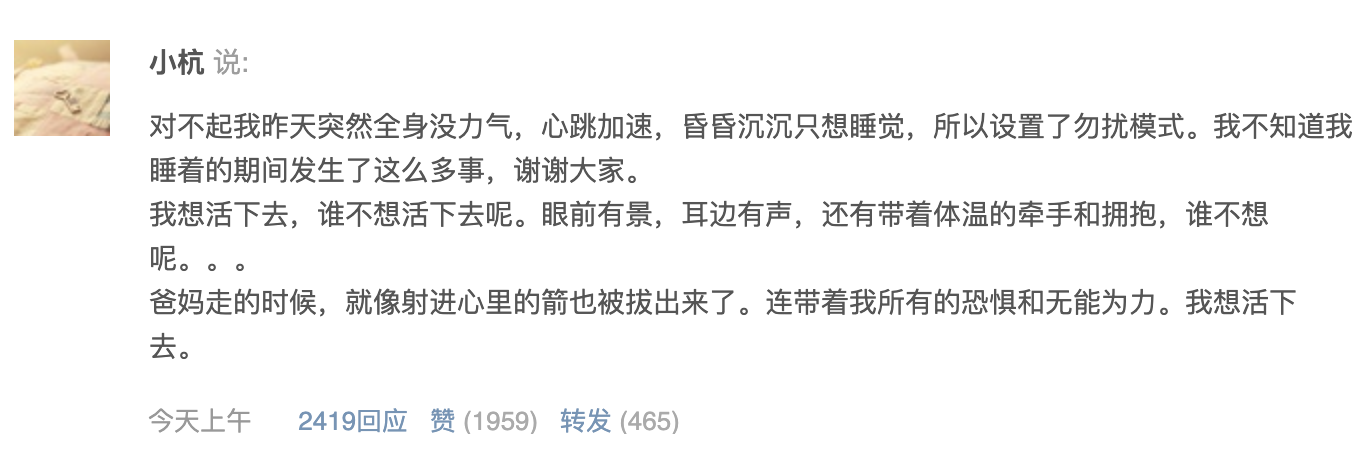 小杭 说:
对不起我昨天突然全身没力气，心跳加速，昏昏沉沉只想睡觉，所以设置了勿扰模式。我不知道我
睡着的期间发生了这么多事，谢谢大家。
我想活下去，谁不想活下去呢。眼前有景，耳边有声，还有带着体温的牵手和拥抱，谁不想
呢。。。
爸妈走的时候，就像射进心里的箭也被拔出来了。连带着我所有的恐惧和无能为力。我想活下
去。
今天上午 2419回应 赞 (1959) 转发 (465)